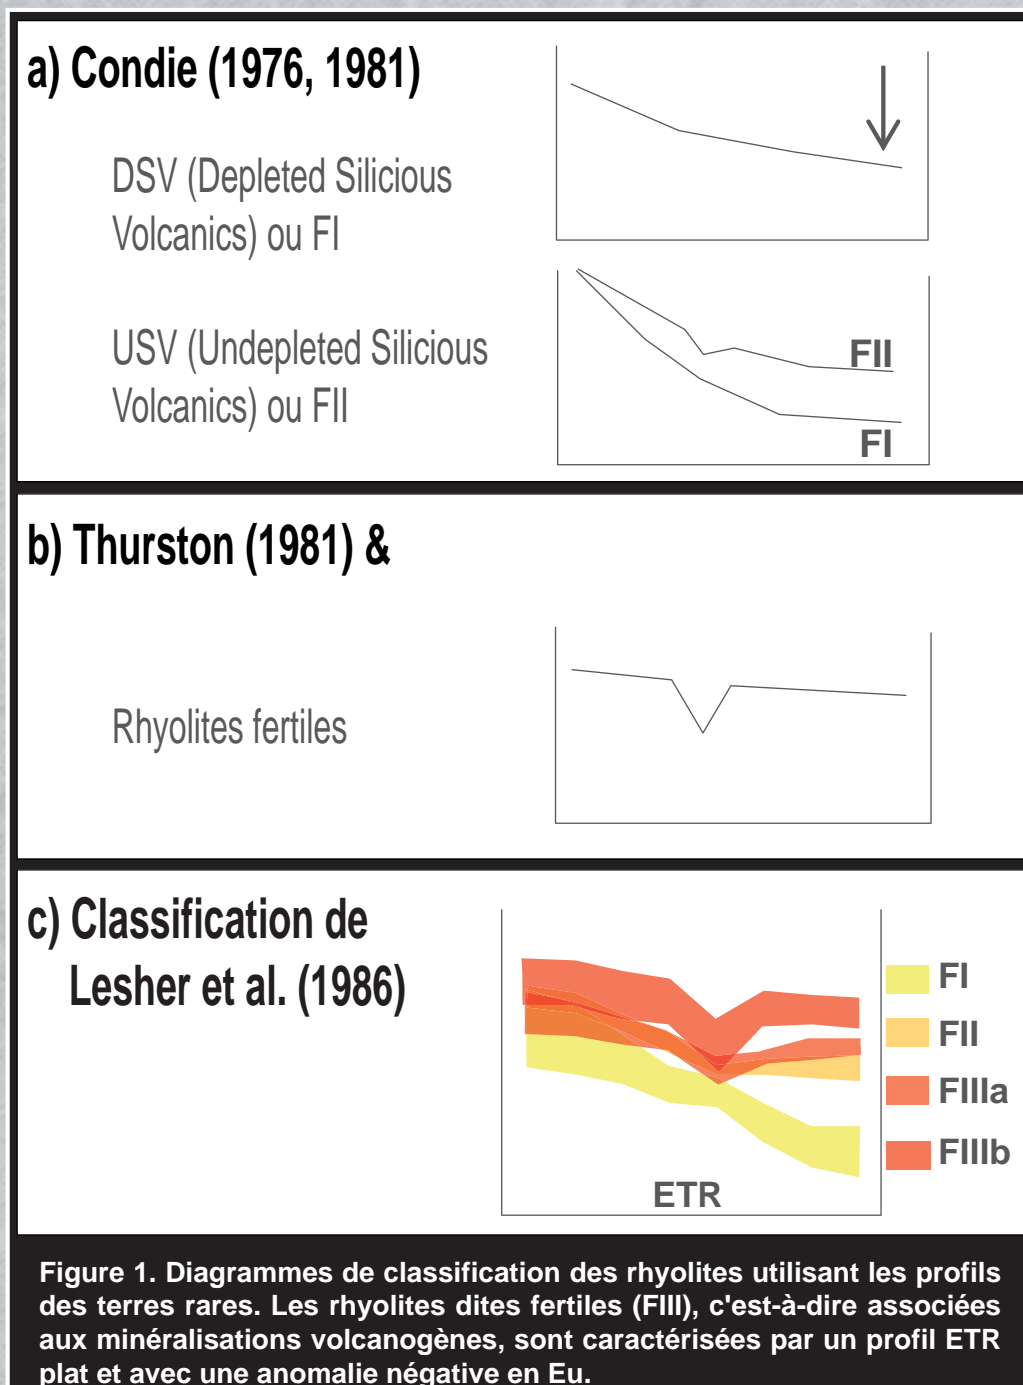 a) Condie (1976, 1981)
DSV (Depleted Silicious
Volcanics) ou FI
USV (Undepleted Silicious
Volcanics) ou FII
FII
FI
b) Thurston (1981) &
Rhyolites fertiles
c) Classification de
Lesher et al. (1986)
FI
FII
FIIIa
FIIIb
ETR
Figure 1. Diagrammes de classification des rhyolites utilisant les profils
des terres rares. Les rhyolites dites fertiles (FIII), c'est-à-dire associées
aux minéralisations volcanogènes, sont caractérisées par un profil ETR
plat et avec une anomalie négative en Eu.